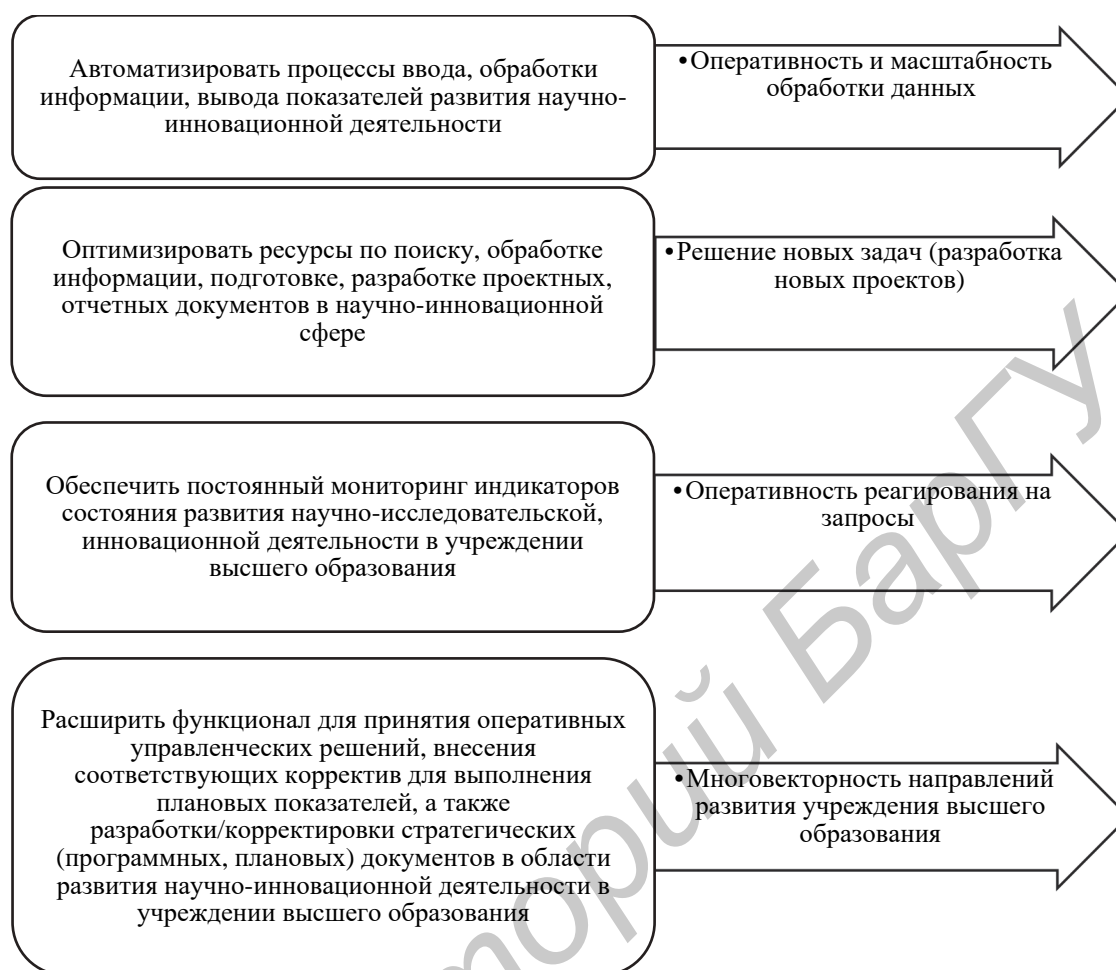 Автоматизировать процессы ввода, обработки
информации, вывода показателей развития научно-
инновационной деятельности
•Оперативность и масштабность
обработки данных
Оптимизировать ресурсы по поиску, обработке
информации, подготовке, разработке проектных,
отчетных документов в научно-инновационной
сфере
•Решение новых задач (разработка
новых проектов)
Обеспечить постоянный мониторинг индикаторов
состояния развития научно-исследовательской,
инновационной деятельности в учреждении
высшего образования
•Оперативность реагирования на
запросы
Расширить функционал для принятия оперативных
управленческих решений, внесения
соответствующих корректив для выполнения
плановых показателей, а также
разработки/корректировки стратегических
(программных, плановых) документов в области
развития научно-инновационной деятельности в
учреждении высшего образования
•Многовекторность направлений
развития учреждения высшего
образования
БарГУ